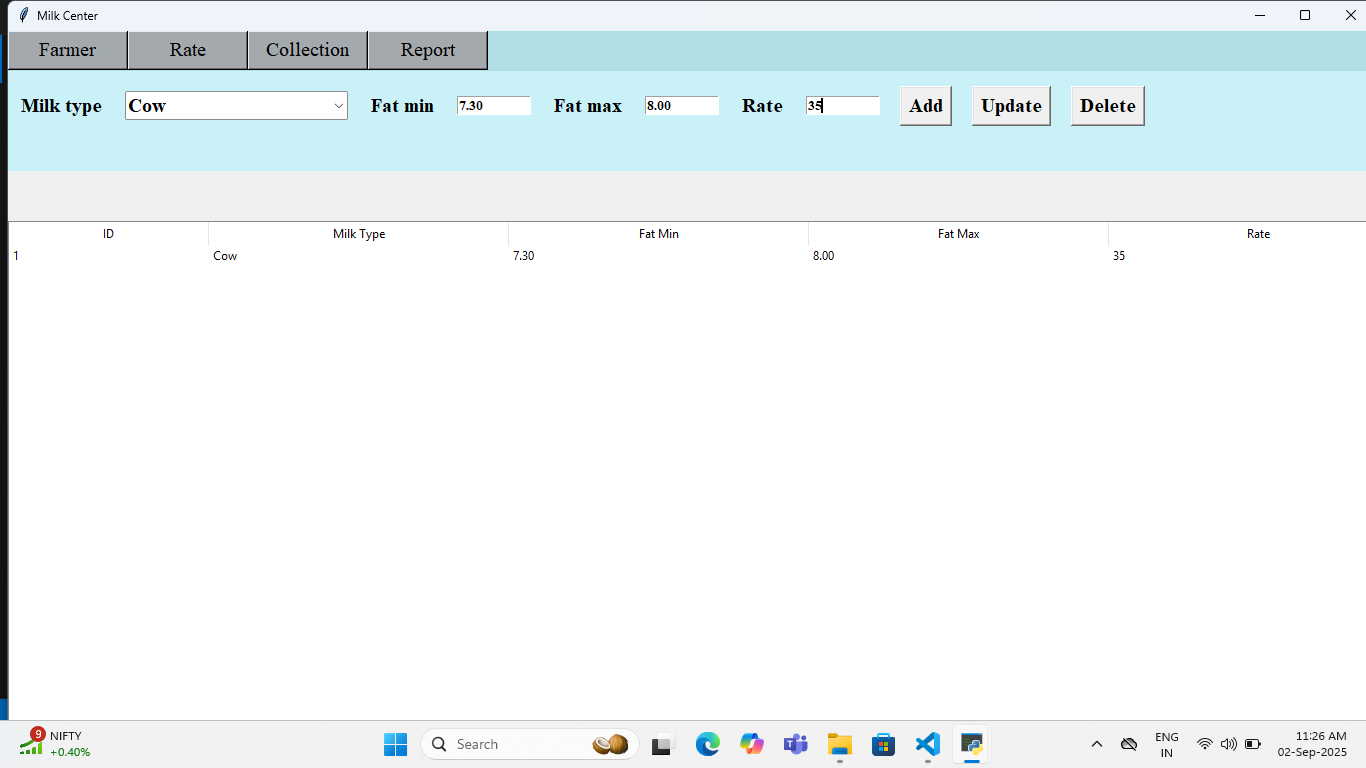 Milk Center
Farmer Rate Collection Report
Milk type Cow Fat min 7.30 Fat max 8.00 Rate 35 Add Update Delete
ID Milk Type Fat Min Fat Max Rate
1 Cow 7.30 8.00 35
9 NIFTY
+0.40%
Search
ENG
IN
11:26 AM
02-Sep-2025